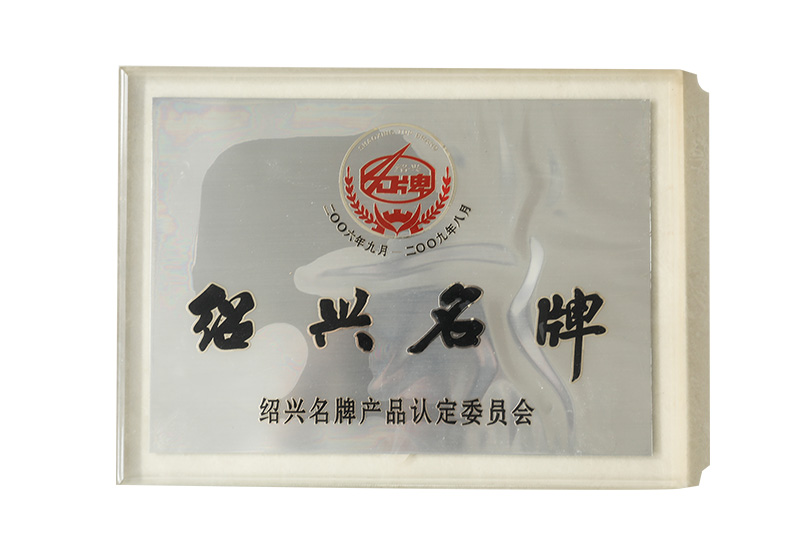 名牌
二〇〇六年九月—二〇〇九年八月
绍兴名牌
绍兴名牌产品认定委员会